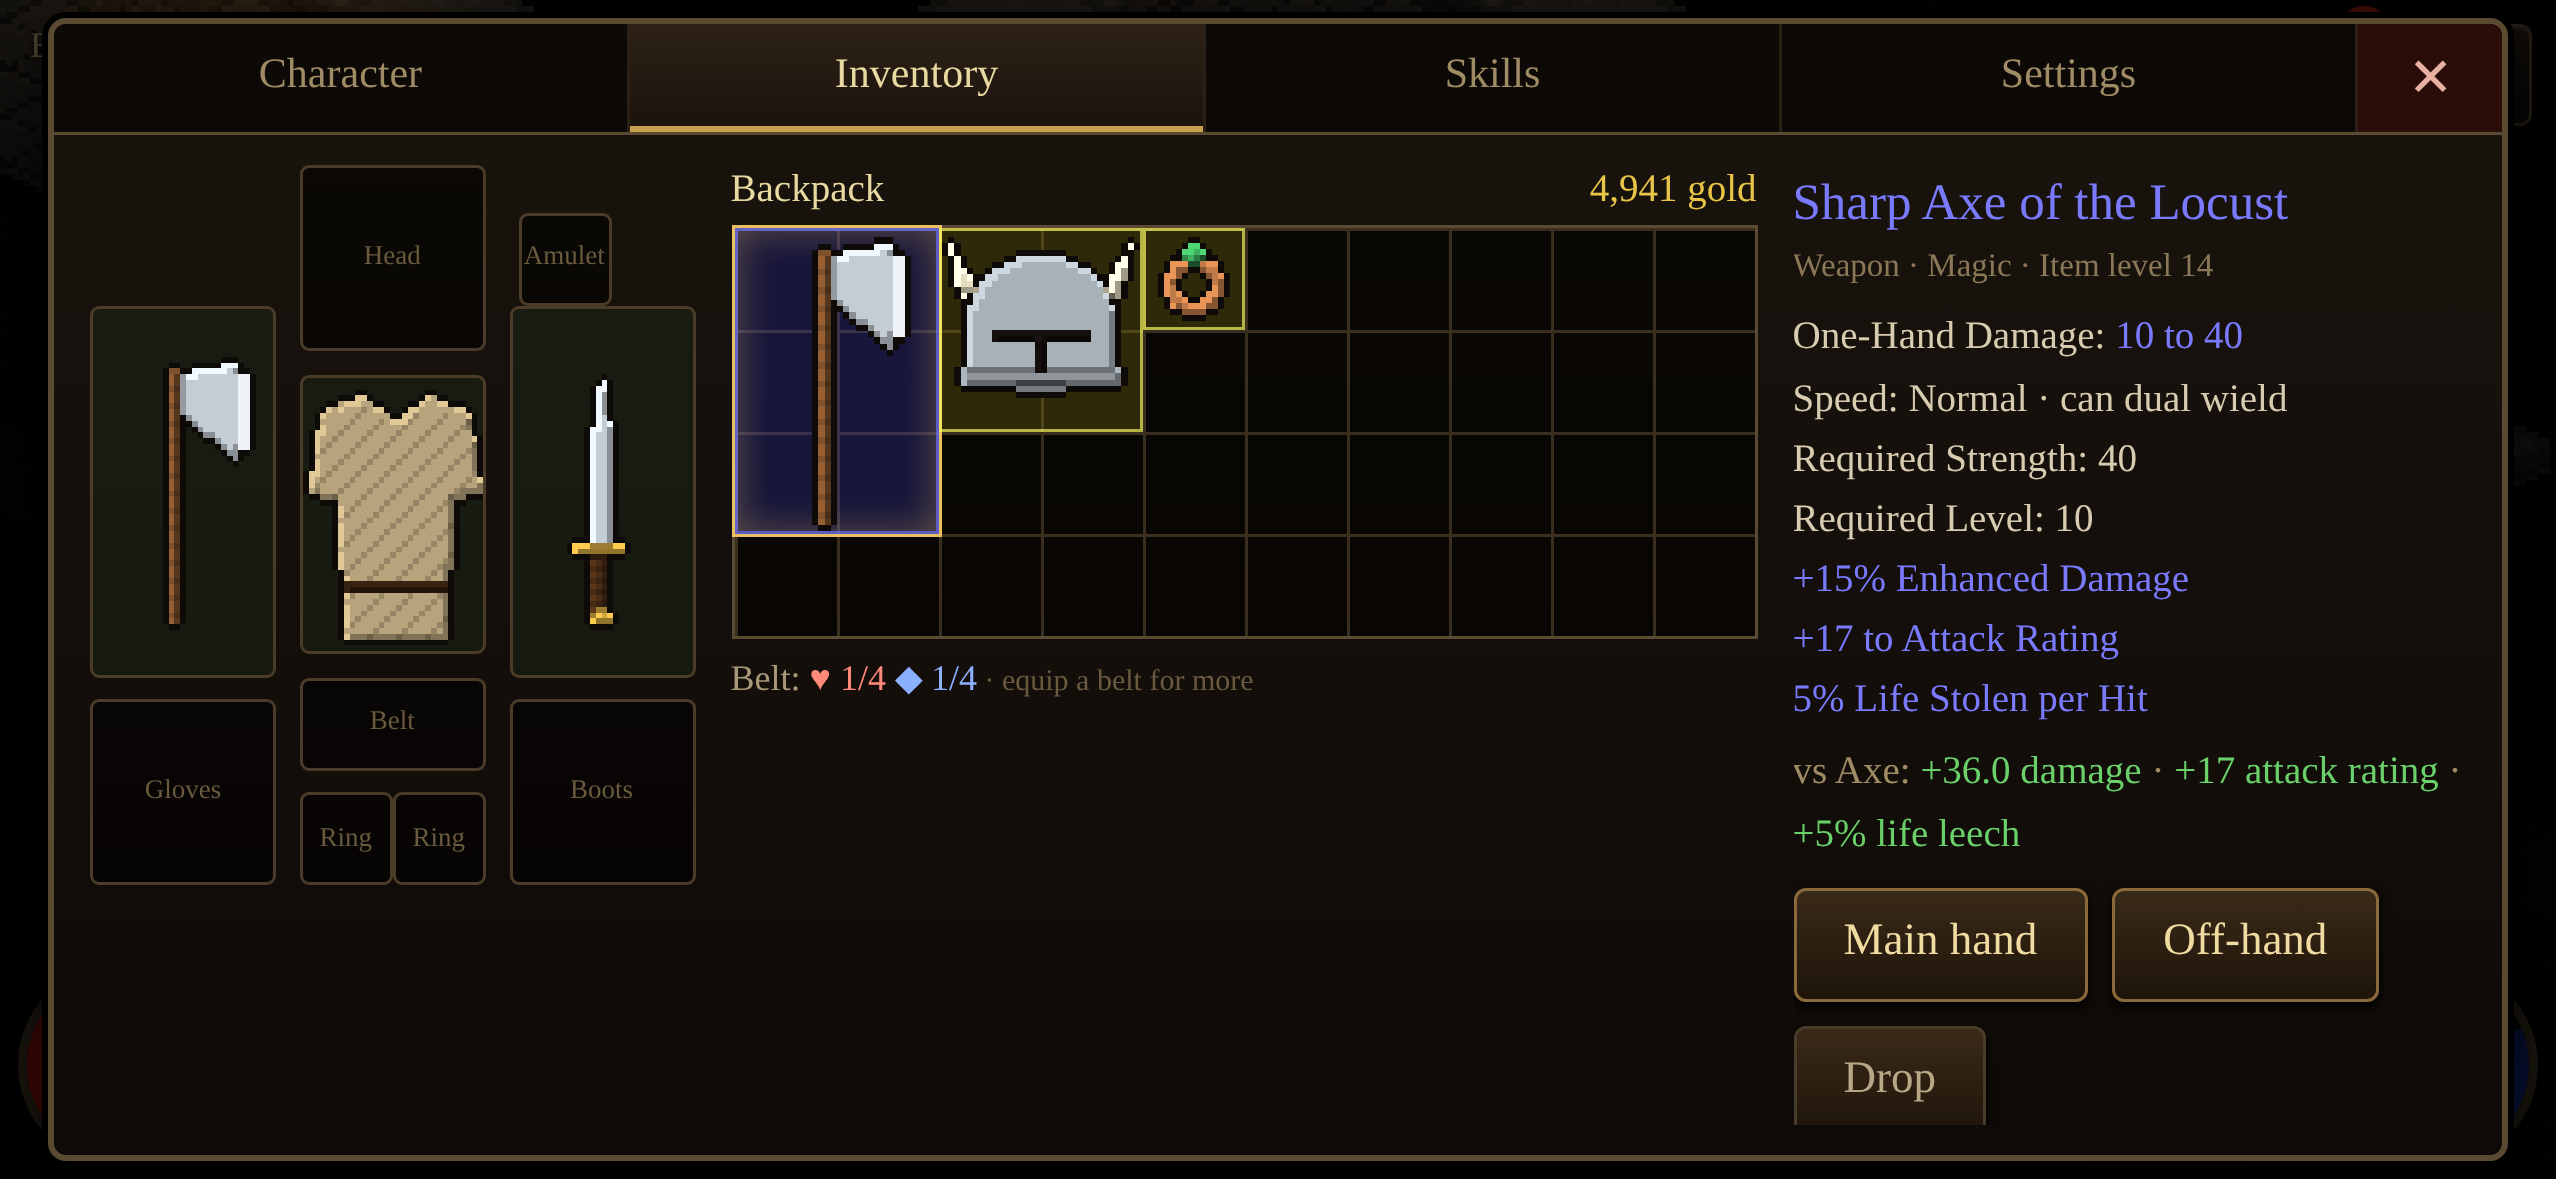 Character
Inventory
Skills
Settings
✕
Head
Amulet
Belt
Gloves
Ring
Ring
Boots
Backpack
4,941 gold
Belt: ♥ 1/4 ◆ 1/4 · equip a belt for more
Sharp Axe of the Locust
Weapon · Magic · Item level 14
One-Hand Damage: 10 to 40
Speed: Normal · can dual wield
Required Strength: 40
Required Level: 10
+15% Enhanced Damage
+17 to Attack Rating
5% Life Stolen per Hit
vs Axe: +36.0 damage · +17 attack rating ·
+5% life leech
Main hand
Off-hand
Drop